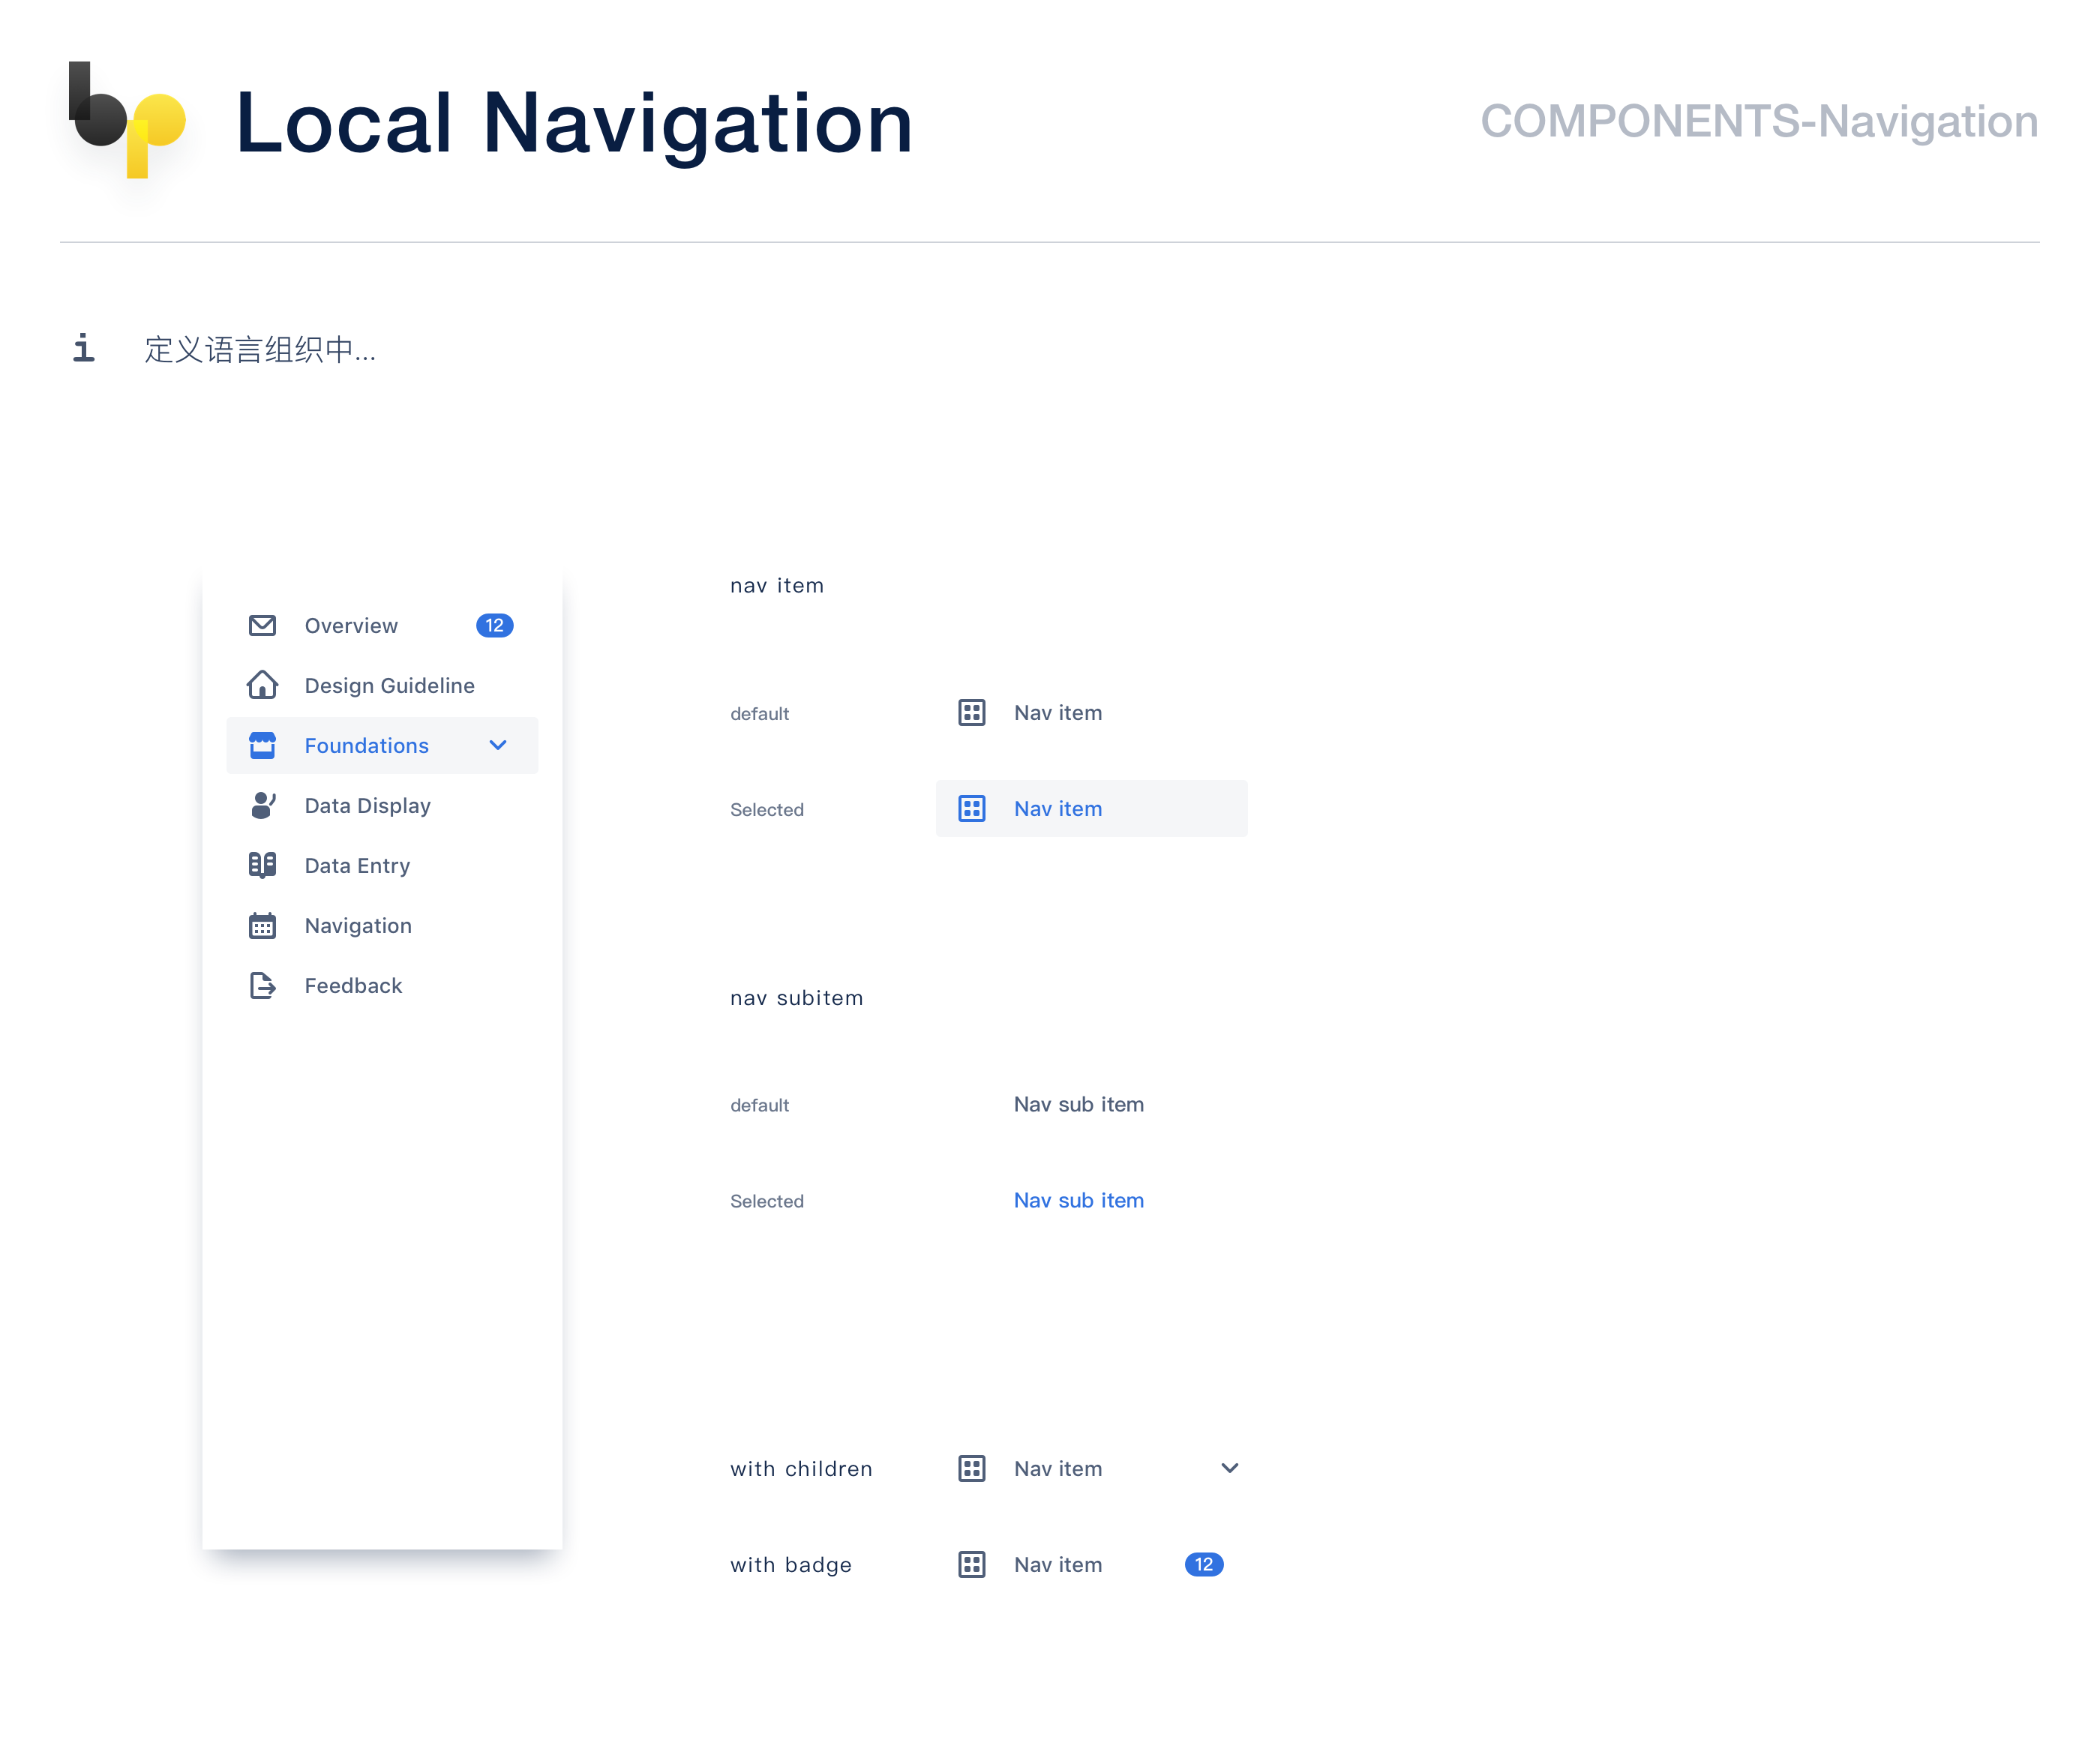 bp
Local Navigation
COMPONENTS-Navigation
i 定义语言组织中...
Overview 12
Design Guideline
Foundations
Data Display
Data Entry
Navigation
Feedback
nav item
default Nav item
Selected Nav item
nav subitem
default Nav sub item
Selected Nav sub item
with children Nav item
with badge Nav item 12